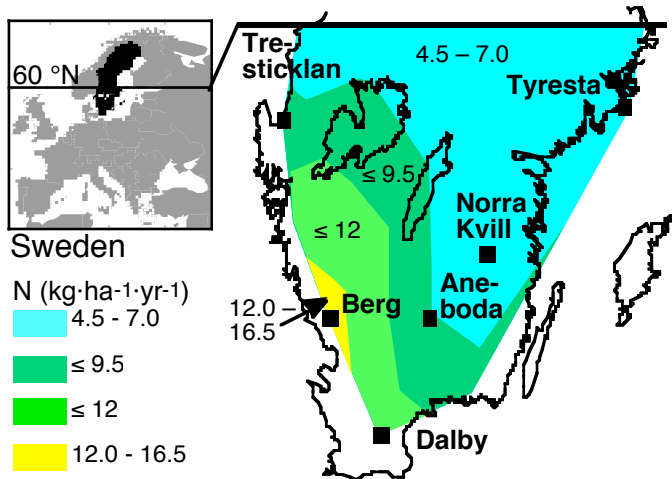 60 °N
Sweden
N (kg·ha-1·yr-1)
4.5 - 7.0
≤ 9.5
≤ 12
12.0 - 16.5
Tre-
sticklan
4.5 – 7.0
Tyresta
≤ 9.5
Norra
Kvill
≤ 12
12.0 –
16.5
Berg
Ane-
boda
Dalby